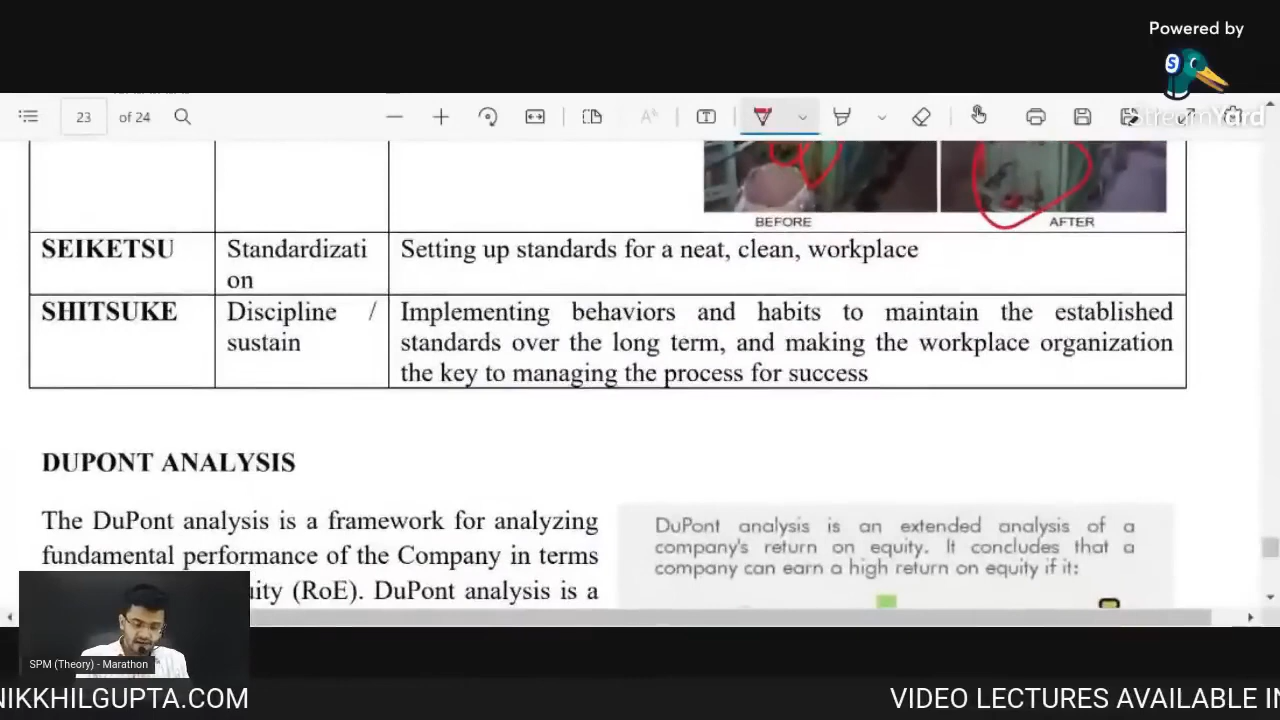 Powered by
StreamYard
23 of 24
BEFORE AFTER
SEIKETSU Standardizati Setting up standards for a neat, clean, workplace
on
SHITSUKE Discipline / Implementing behaviors and habits to maintain the established
sustain standards over the long term, and making the workplace organization
the key to managing the process for success
DUPONT ANALYSIS
The DuPont analysis is a framework for analyzing
fundamental performance of the Company in terms
uity (RoE). DuPont analysis is a
DuPont analysis is an extended analysis of a
company's return on equity. It concludes that a
company can earn a high return on equity if it:
SPM (Theory) - Marathon
NIKKHILGUPTA.COM VIDEO LECTURES AVAILABLE IN